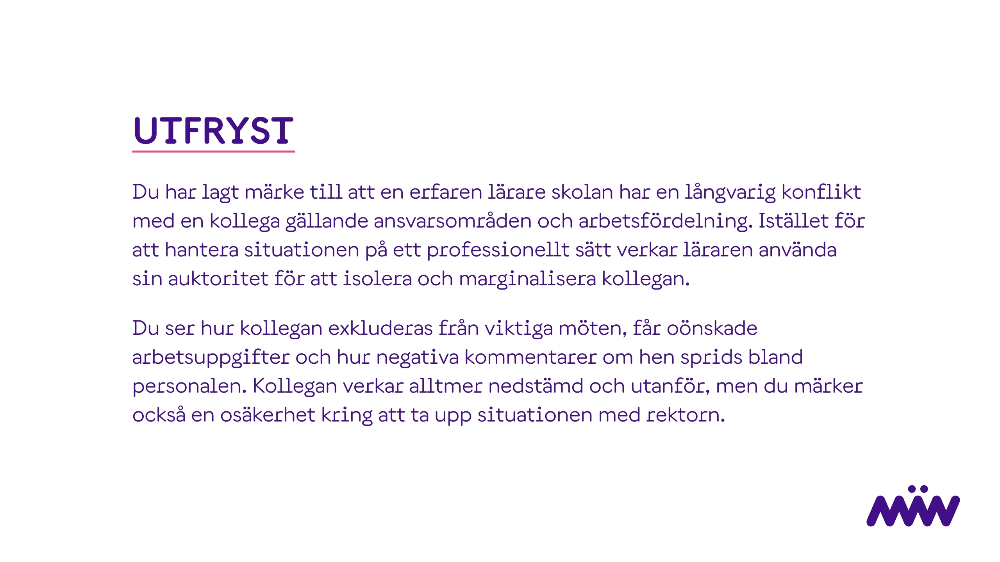 UTFRYST
Du har lagt märke till att en erfaren lärare skolan har en långvarig konflikt
med en kollega gällande ansvarsområden och arbetsfördelning. Istället för
att hantera situationen på ett professionellt sätt verkar läraren använda
sin auktoritet för att isolera och marginalisera kollegan.
Du ser hur kollegan exkluderas från viktiga möten, får oönskade
arbetsuppgifter och hur negativa kommentarer om hen sprids bland
personalen. Kollegan verkar alltmer nedstämd och utanför, men du märker
också en osäkerhet kring att ta upp situationen med rektorn.